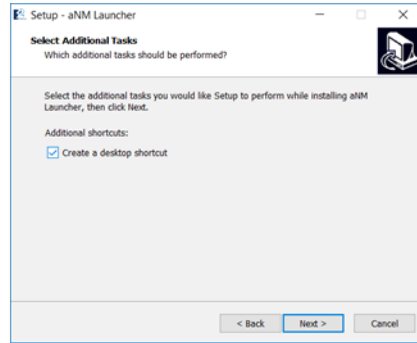 Setup - aNM Launcher
Select Additional Tasks
Which additional tasks should be performed?
Select the additional tasks you would like Setup to perform while installing aNM
Launcher, then click Next.
Additional shortcuts:
Create a desktop shortcut
< Back Next > Cancel